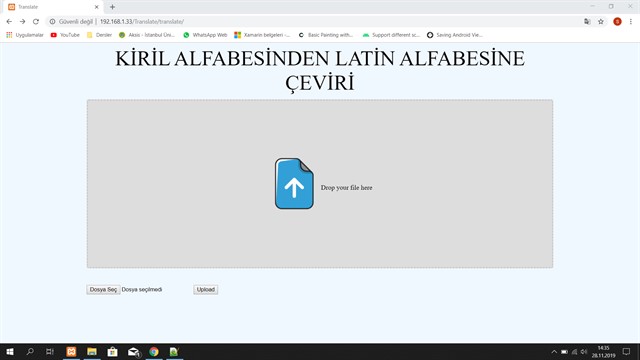 Translate
Güvenli değil | 192.168.1.33/Translate/translate/
Uygulamalar YouTube Dersler Aksis - İstanbul Üni... WhatsApp Web Xamarin belgeleri -... Basic Painting with... Support different sc... Saving Android Vie...
KİRİL ALFABESİNDEN LATİN ALFABESİNE
ÇEVİRİ
Drop your file here
Dosya Seç Dosya seçilmedi Upload
14:35
28.11.2019